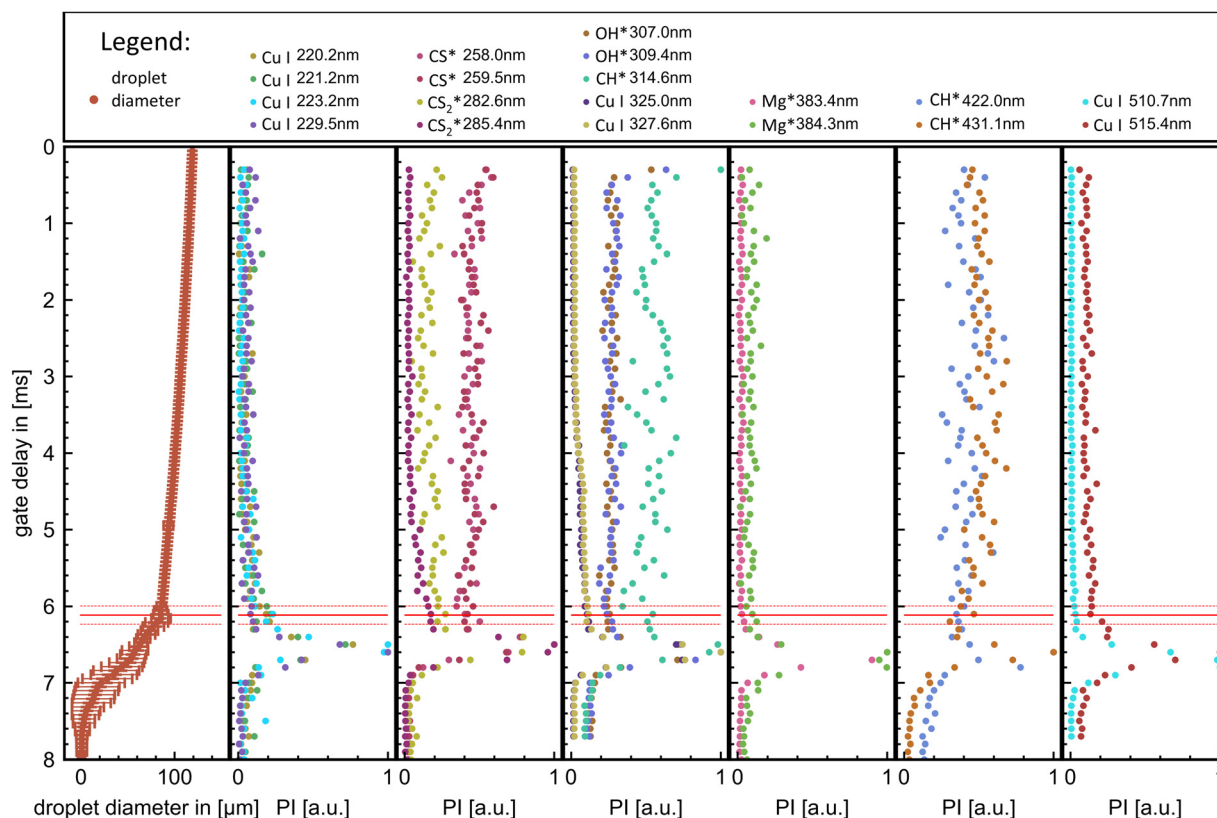 Legend:
droplet
diameter
Cu I 220.2nm
Cu I 221.2nm
Cu I 223.2nm
Cu I 229.5nm
CS* 258.0nm
CS* 259.5nm
CS₂* 282.6nm
CS₂* 285.4nm
OH* 307.0nm
OH* 309.4nm
CH* 314.6nm
Cu I 325.0nm
Cu I 327.6nm
Mg* 383.4nm
Mg* 384.3nm
CH* 422.0nm
CH* 431.1nm
Cu I 510.7nm
Cu I 515.4nm
gate delay in [ms]
0
1
2
3
4
5
6
7
8
0 100 0 1 0 1 0 1 0 1 0 1 0 1
droplet diameter in [µm] PI [a.u.] PI [a.u.] PI [a.u.] PI [a.u.] PI [a.u.] PI [a.u.]